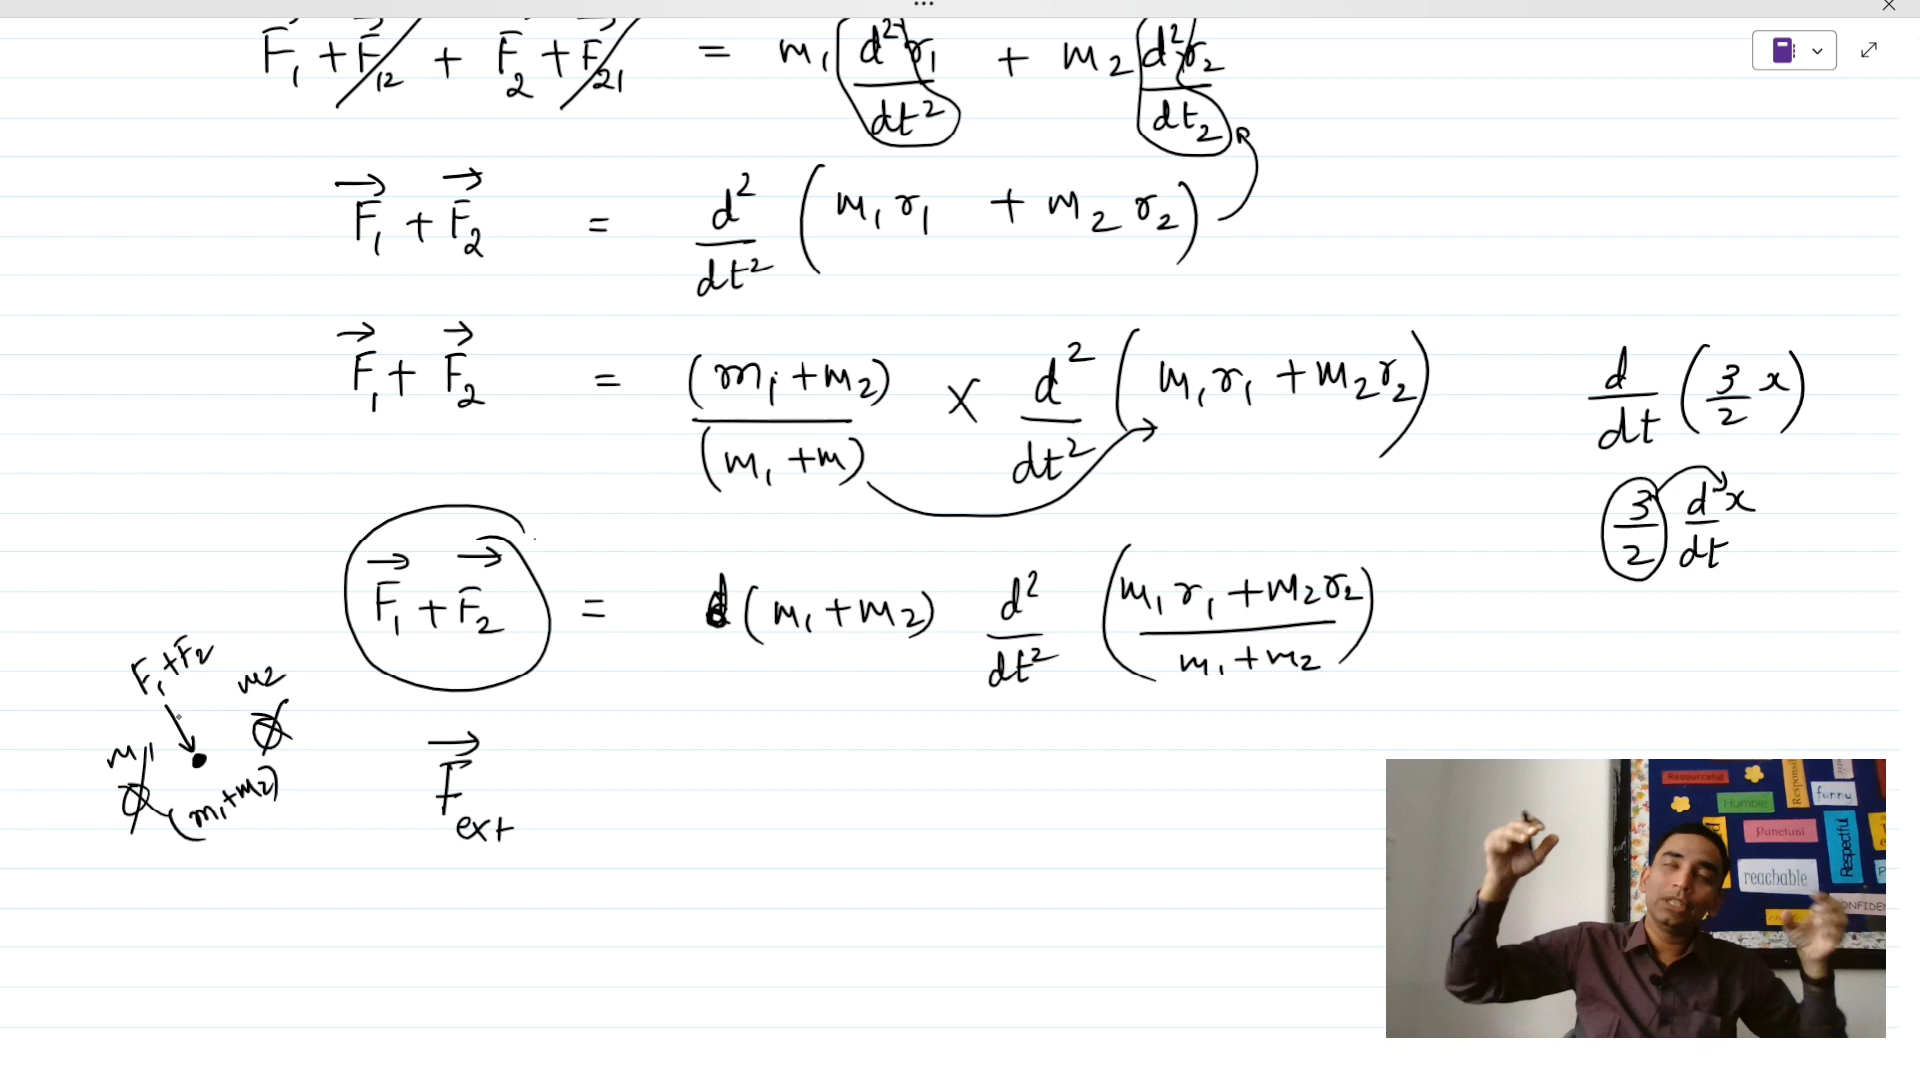 F₁ + F₁₂ + F₂ + F₂₁ = m₁ d²r₁/dt² + m₂ d²r₂/dt₂
F₁ + F₂ = d²/dt² (m₁r₁ + m₂r₂)
F₁ + F₂ = (m₁+m₂)/(m₁+m) × d²/dt² (m₁r₁ + m₂r₂)
d/dt (3/2 x)
3/2 d x/dt
F₁ + F₂ = (m₁+m₂) d²/dt² ((m₁r₁+m₂r₂)/(m₁+m₂))
F₁+F₂
m₂
m₁
(m₁+m₂)
F ext
Resourceful
Humble
funny
Punctual
Respectful
reachable